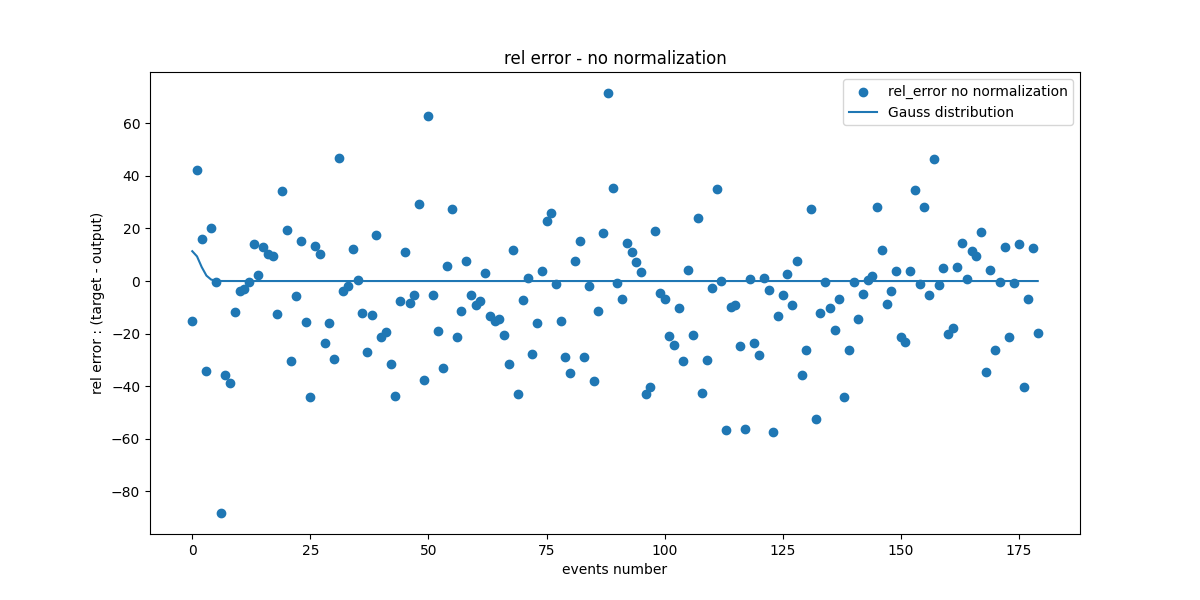 rel error - no normalization
rel_error no normalization
Gauss distribution
rel error : (target - output)
60
40
20
0
−20
−40
−60
−80
0 25 50 75 100 125 150 175
events number